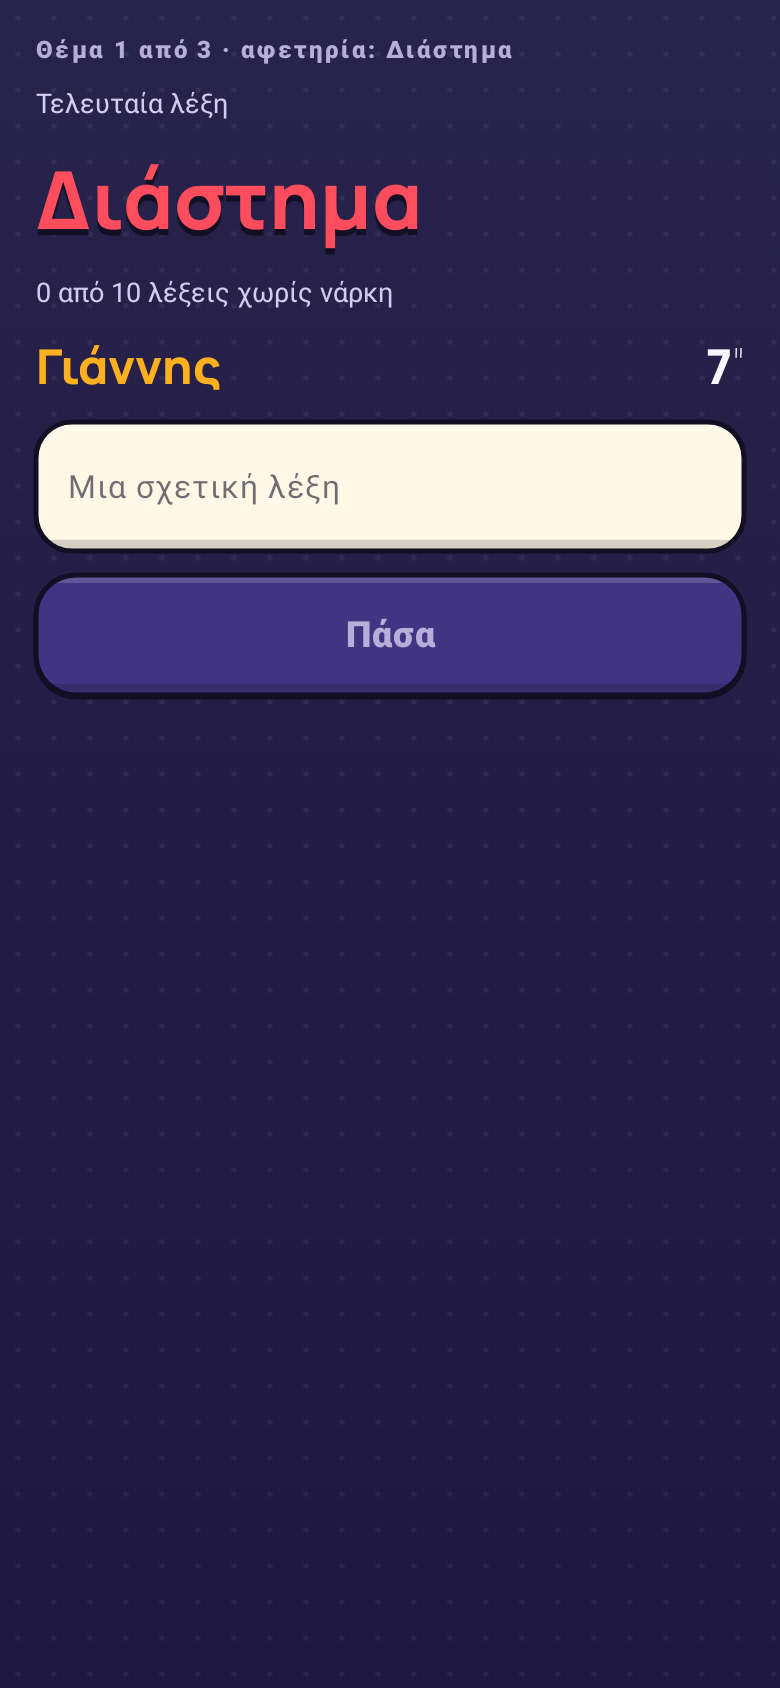 Θέμα 1 από 3 · αφετηρία: Διάστημα
Τελευταία λέξη
Διάστημα
0 από 10 λέξεις χωρίς νάρκη
Γιάννης 7"
Μια σχετική λέξη
Πάσα